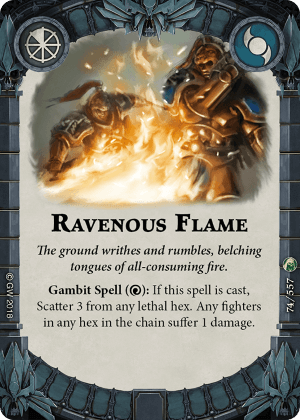 RAVENOUS FLAME
The ground writhes and rumbles, belching
tongues of all-consuming fire.
Gambit Spell (): If this spell is cast,
Scatter 3 from any lethal hex. Any fighters
in any hex in the chain suffer 1 damage.
©GW 2018
74/557